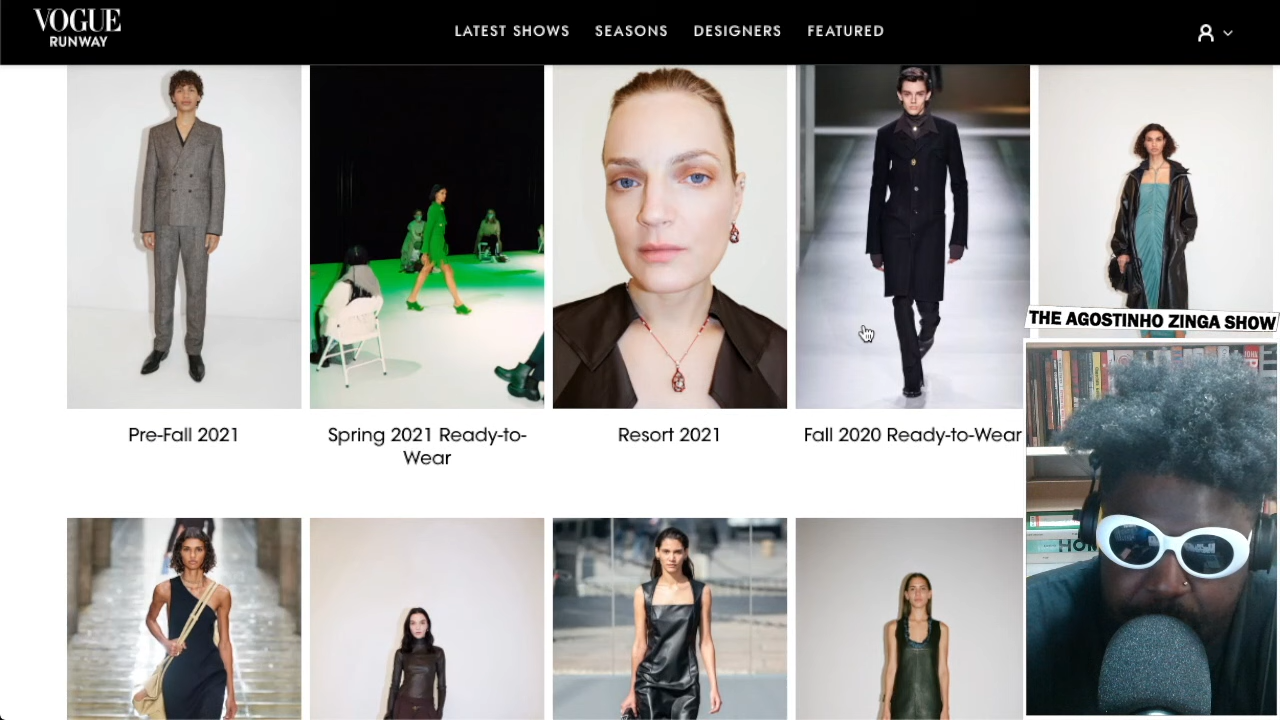 VOGUE
RUNWAY
LATEST SHOWS
SEASONS
DESIGNERS
FEATURED
THE AGOSTINHO ZINGA SHOW
Pre-Fall 2021
Spring 2021 Ready-to-
Wear
Resort 2021
Fall 2020 Ready-to-Wear